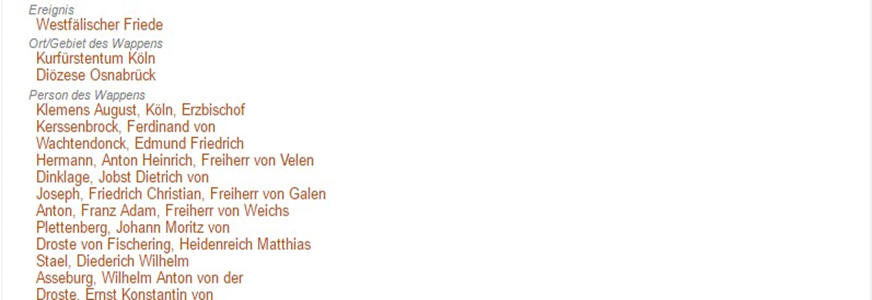 Ereignis
Westfälischer Friede
Ort/Gebiet des Wappens
Kurfürstentum Köln
Diözese Osnabrück
Person des Wappens
Klemens August, Köln, Erzbischof
Kerssenbrock, Ferdinand von
Wachtendonck, Edmund Friedrich
Hermann, Anton Heinrich, Freiherr von Velen
Dinklage, Jobst Dietrich von
Joseph, Friedrich Christian, Freiherr von Galen
Anton, Franz Adam, Freiherr von Weichs
Plettenberg, Johann Moritz von
Droste von Fischering, Heidenreich Matthias
Stael, Diederich Wilhelm
Asseburg, Wilhelm Anton von der
Droste, Ernst Konstantin von